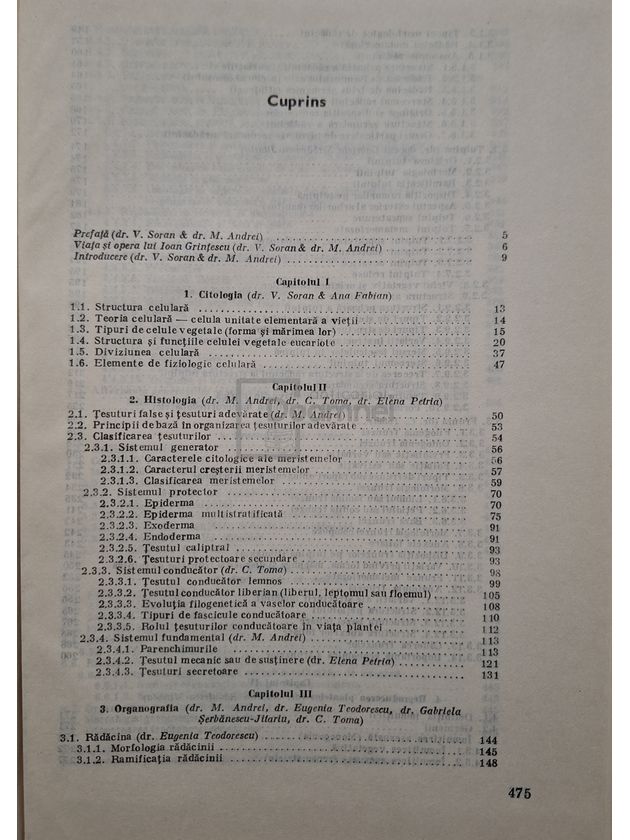 Cuprins
Prefață (dr. V. Soran & dr. M. Andrei) 5
Viața și opera lui Ioan Grințescu (dr. V. Soran & dr. M. Andrei) 6
Introducere (dr. V. Soran & dr. M. Andrei) 9
Capitolul I
1. Citologia (dr. V. Soran & Ana Fabian)
1.1. Structura celulară 13
1.2. Teoria celulară — celula unitate elementară a vieții 14
1.3. Tipuri de celule vegetale (forma și mărimea lor) 15
1.4. Structura și funcțiile celulei vegetale eucariote 20
1.5. Diviziunea celulară 37
1.6. Elemente de fiziologie celulară 47
Capitolul II
2. Histologia (dr. M. Andrei, dr. C. Toma, dr. Elena Petria)
2.1. Țesuturi false și țesuturi adevărate (dr. M. Andrei) 50
2.2. Principii de bază în organizarea țesuturilor adevărate 53
2.3. Clasificarea țesuturilor 54
2.3.1. Sistemul generator 56
2.3.1.1. Caracterele citologice ale meristemelor 56
2.3.1.2. Caracterul creșterii meristemelor 57
2.3.1.3. Clasificarea meristemelor 59
2.3.2. Sistemul protector 70
2.3.2.1. Epiderma 70
2.3.2.2. Epiderma multistratificată 75
2.3.2.3. Exoderma 91
2.3.2.4. Endoderma 91
2.3.2.5. Țesutul caliptral 93
2.3.2.6. Țesuturi protectoare secundare 93
2.3.3. Sistemul conducător (dr. C. Toma) 98
2.3.3.1. Țesutul conducător lemnos 99
2.3.3.2. Țesutul conducător liberian (liberul, leptomul sau floemul) 105
2.3.3.3. Evoluția filogenetică a vaselor conducătoare 108
2.3.3.4. Tipuri de fascicule conducătoare 110
2.3.3.5. Rolul țesuturilor conducătoare în viața plantei 112
2.3.4. Sistemul fundamental (dr. M. Andrei) 113
2.3.4.1. Parenchimurile 113
2.3.4.2. Țesutul mecanic sau de susținere (dr. Elena Petria) 121
2.3.4.3. Țesuturi secretoare 131
Capitolul III
3. Organografia (dr. M. Andrei, dr. Eugenia Teodorescu, dr. Gabriela
Șerbănescu-Jitariu, dr. C. Toma)
3.1. Rădăcina (dr. Eugenia Teodorescu) 144
3.1.1. Morfologia rădăcinii 145
3.1.2. Ramificația rădăcinii 148
475